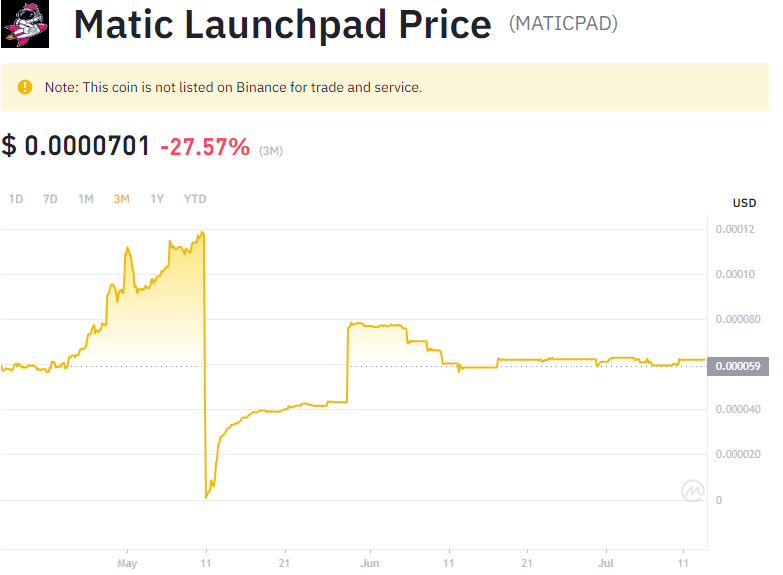 Matic Launchpad Price (MATICPAD)
Note: This coin is not listed on Binance for trade and service.
$ 0.0000701 -27.57% (3M)
1D 7D 1M 3M 1Y YTD
USD
0.00012
0.00010
0.000080
0.000059
0.000040
0.000020
0
May 11 21 Jun 11 21 Jul 11